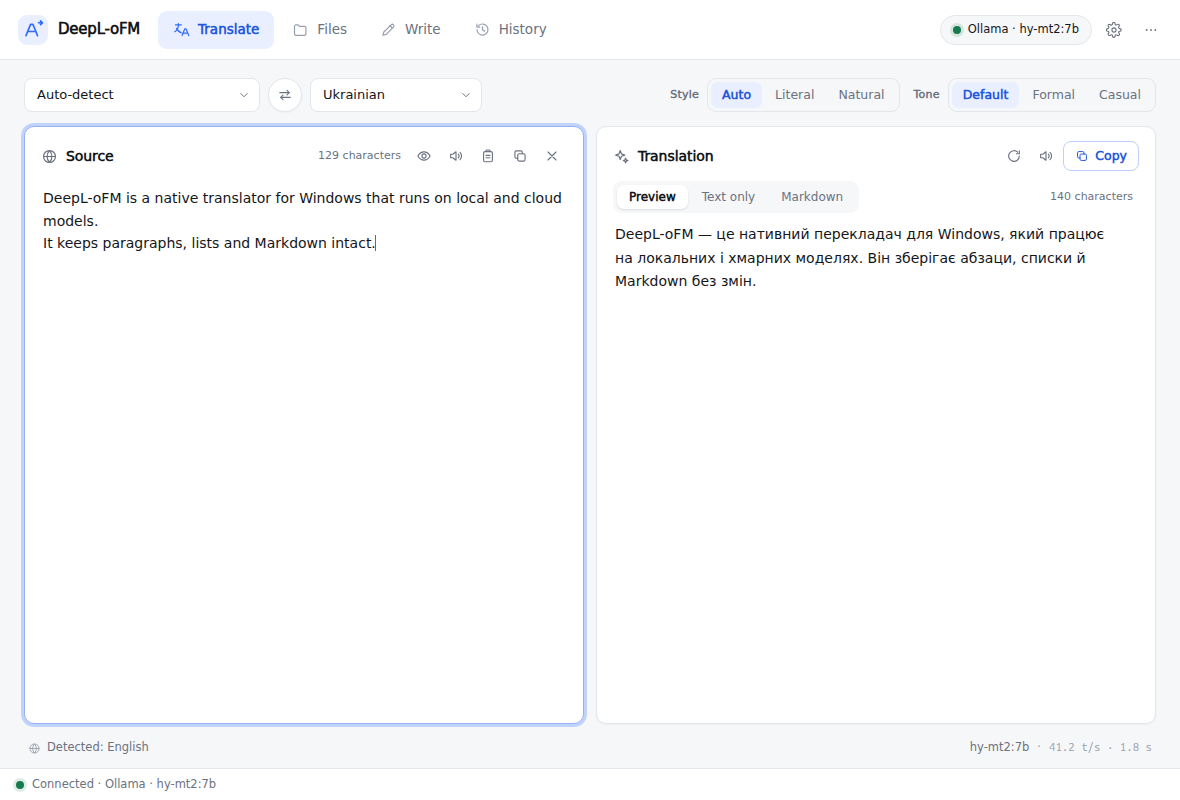 DeepL-oFM
Translate
Files
Write
History
Ollama · hy-mt2:7b
Auto-detect
Ukrainian
Style
Auto
Literal
Natural
Tone
Default
Formal
Casual
Source
129 characters
DeepL-oFM is a native translator for Windows that runs on local and cloud
models.
It keeps paragraphs, lists and Markdown intact.
Translation
Copy
Preview
Text only
Markdown
140 characters
DeepL-oFM — це нативний перекладач для Windows, який працює
на локальних і хмарних моделях. Він зберігає абзаци, списки й
Markdown без змін.
Detected: English
hy-mt2:7b · 41.2 t/s · 1.8 s
Connected · Ollama · hy-mt2:7b